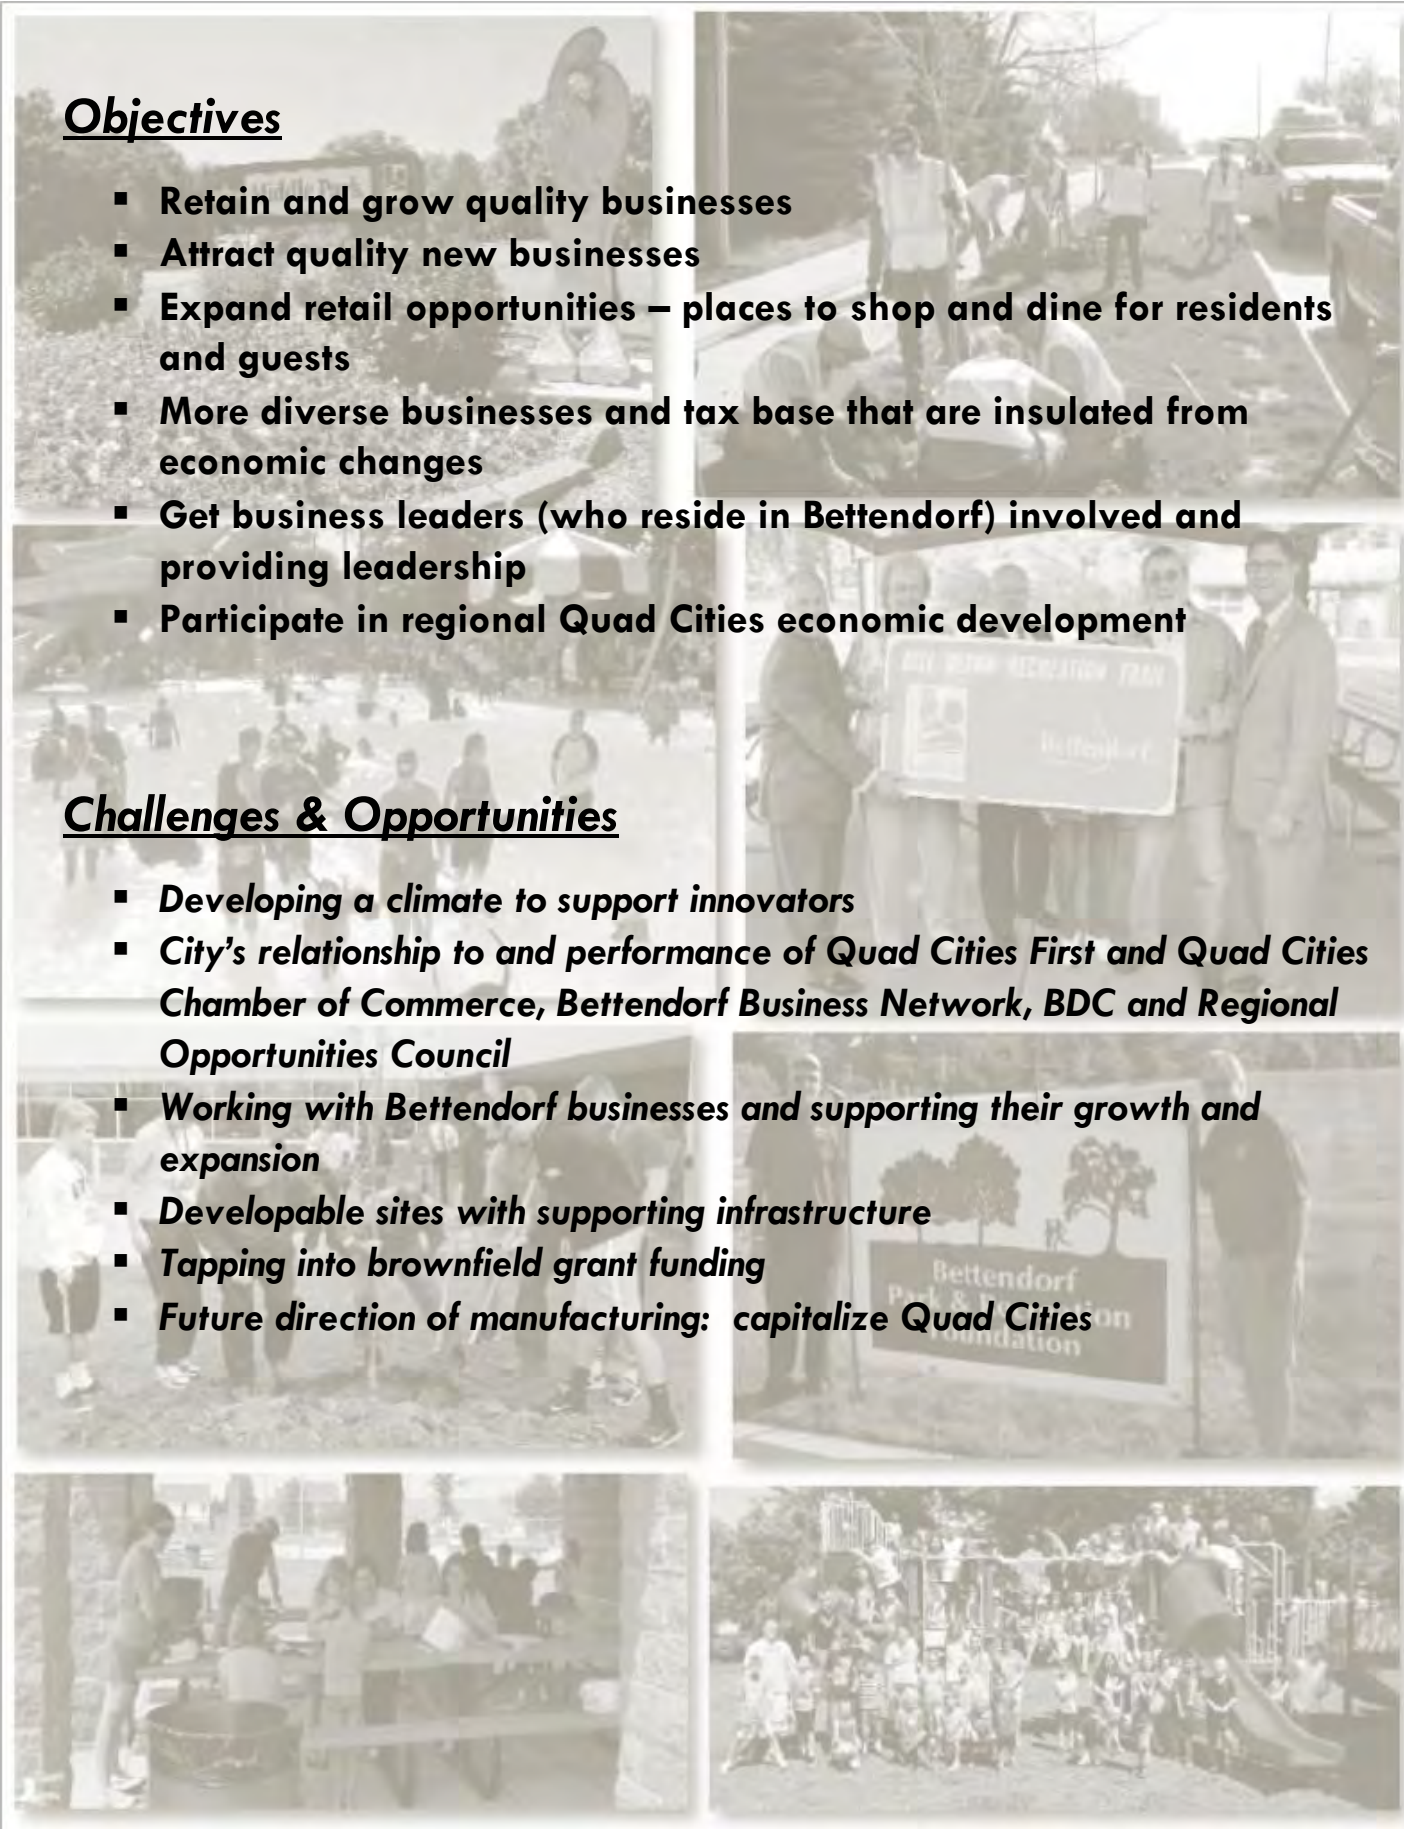 Objectives
▪ Retain and grow quality businesses
▪ Attract quality new businesses
▪ Expand retail opportunities – places to shop and dine for residents
and guests
▪ More diverse businesses and tax base that are insulated from
economic changes
▪ Get business leaders (who reside in Bettendorf) involved and
providing leadership
▪ Participate in regional Quad Cities economic development
RECREATION TRAIL
Bettendorf
Challenges & Opportunities
▪ Developing a climate to support innovators
▪ City’s relationship to and performance of Quad Cities First and Quad Cities
Chamber of Commerce, Bettendorf Business Network, BDC and Regional
Opportunities Council
▪ Working with Bettendorf businesses and supporting their growth and
expansion
▪ Developable sites with supporting infrastructure
▪ Tapping into brownfield grant funding
▪ Future direction of manufacturing:  capitalize Quad Cities
Bettendorf
Park &
Foundation